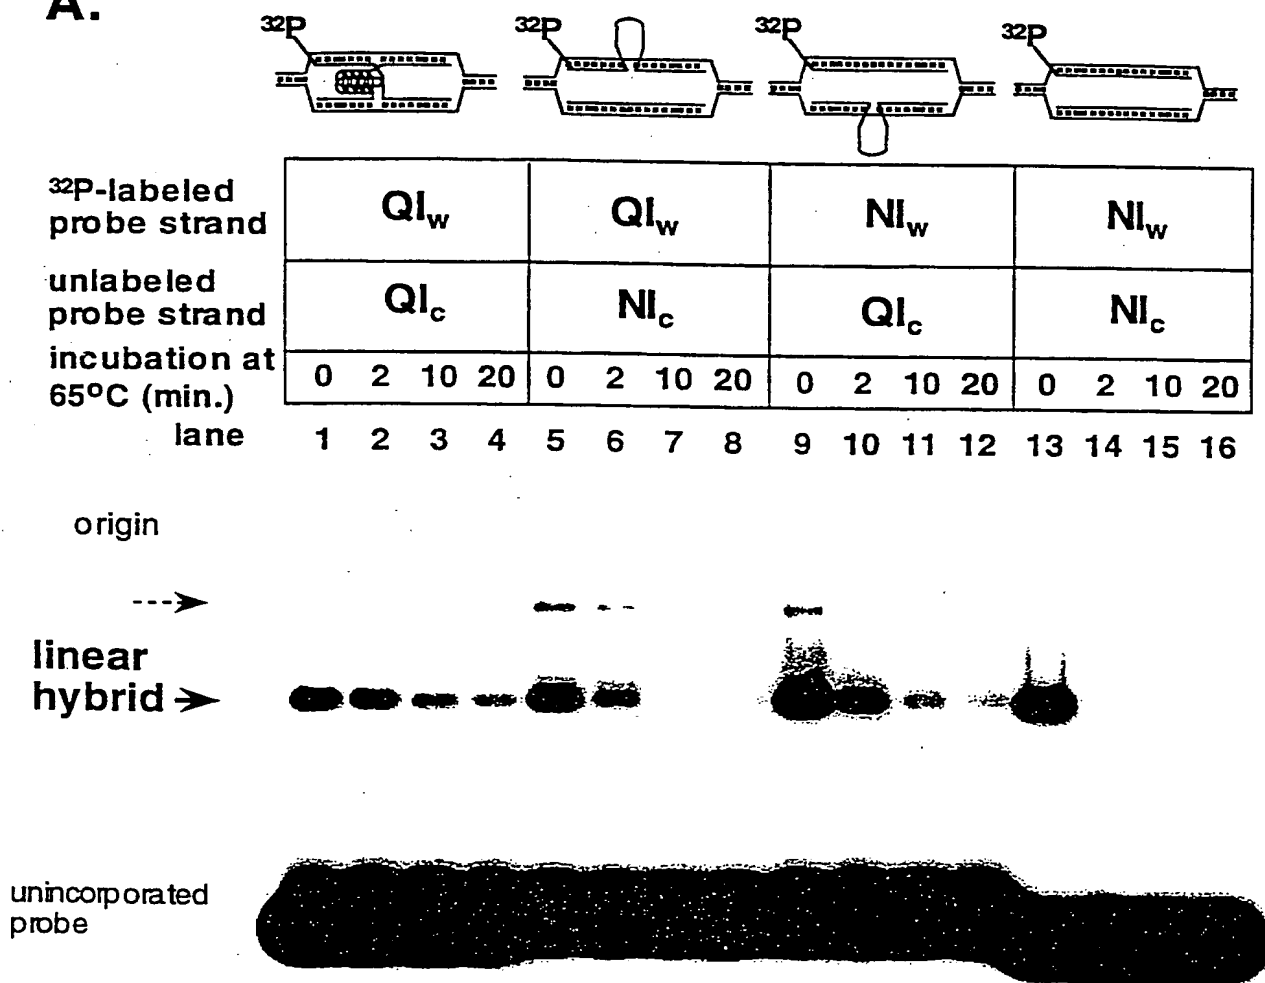 A.
32P 32P 32P 32P
32P-labeled
probe strand
QIw QIw NIw NIw
unlabeled
probe strand
QIc NIc QIc NIc
incubation at
65ºC (min.)
0 2 10 20 0 2 10 20 0 2 10 20 0 2 10 20
lane 1 2 3 4 5 6 7 8 9 10 11 12 13 14 15 16
origin
linear
hybrid
unincorporated
probe